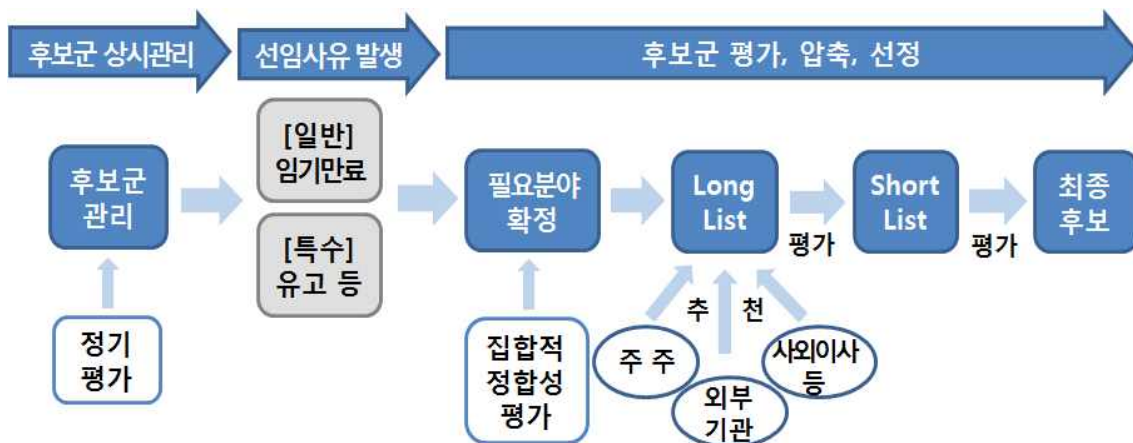 후보군 상시관리
선임사유 발생
후보군 평가, 압축, 선정
후보군
관리
정기
평가
[일반]
임기만료
[특수]
유고 등
필요분야
확정
집합적
정합성
평가
Long
List
추 천
주 주
외부
기관
사외이사
등
평가
Short
List
평가
최종
후보